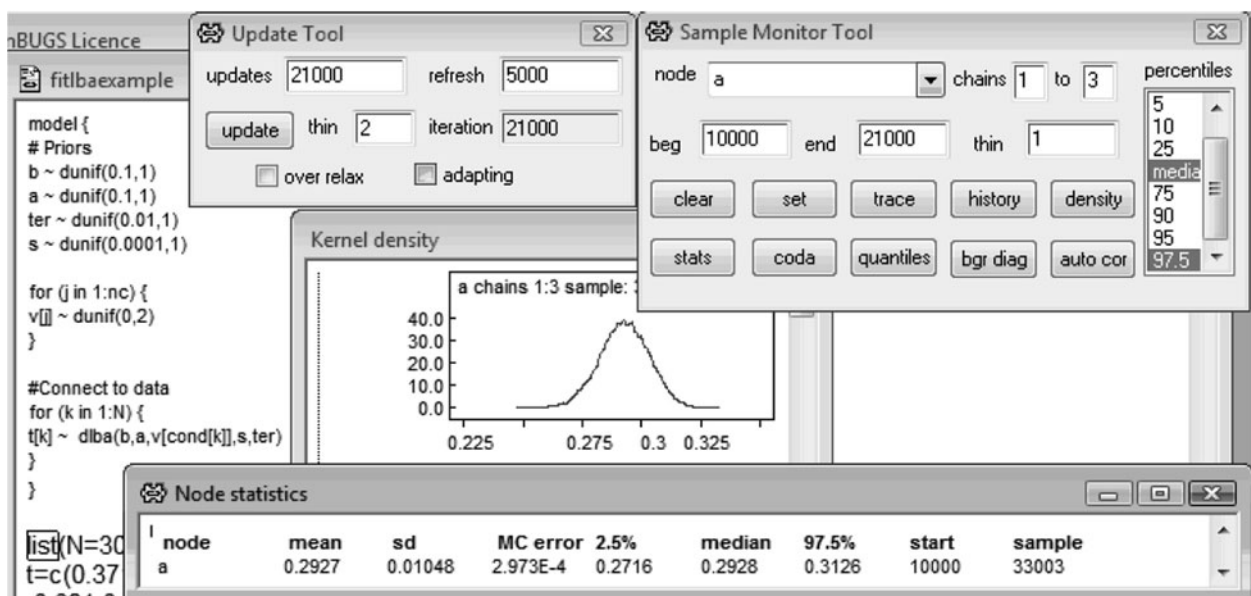 nBUGS Licence
fitlbaexample
model {
# Priors
b ~ dunif(0.1,1)
a ~ dunif(0.1,1)
ter ~ dunif(0.01,1)
s ~ dunif(0.0001,1)
for (j in 1:nc) {
v[j] ~ dunif(0,2)
}
#Connect to data
for (k in 1:N) {
t[k] ~ dlba(b,a,v[cond[k]],s,ter)
}
}
list(N=30
t=c(0.37
Update Tool
updates 21000 refresh 5000
update thin 2 iteration 21000
over relax adapting
Sample Monitor Tool
node a chains 1 to 3 percentiles
beg 10000 end 21000 thin 1
clear set trace history density
stats coda quantiles bgr diag auto cor
5
10
25
media
75
90
95
97.5
Kernel density
a chains 1:3 sample:
40.0
30.0
20.0
10.0
0.0
0.225 0.275 0.3 0.325
Node statistics
node mean sd MC error 2.5% median 97.5% start sample
a 0.2927 0.01048 2.973E-4 0.2716 0.2928 0.3126 10000 33003